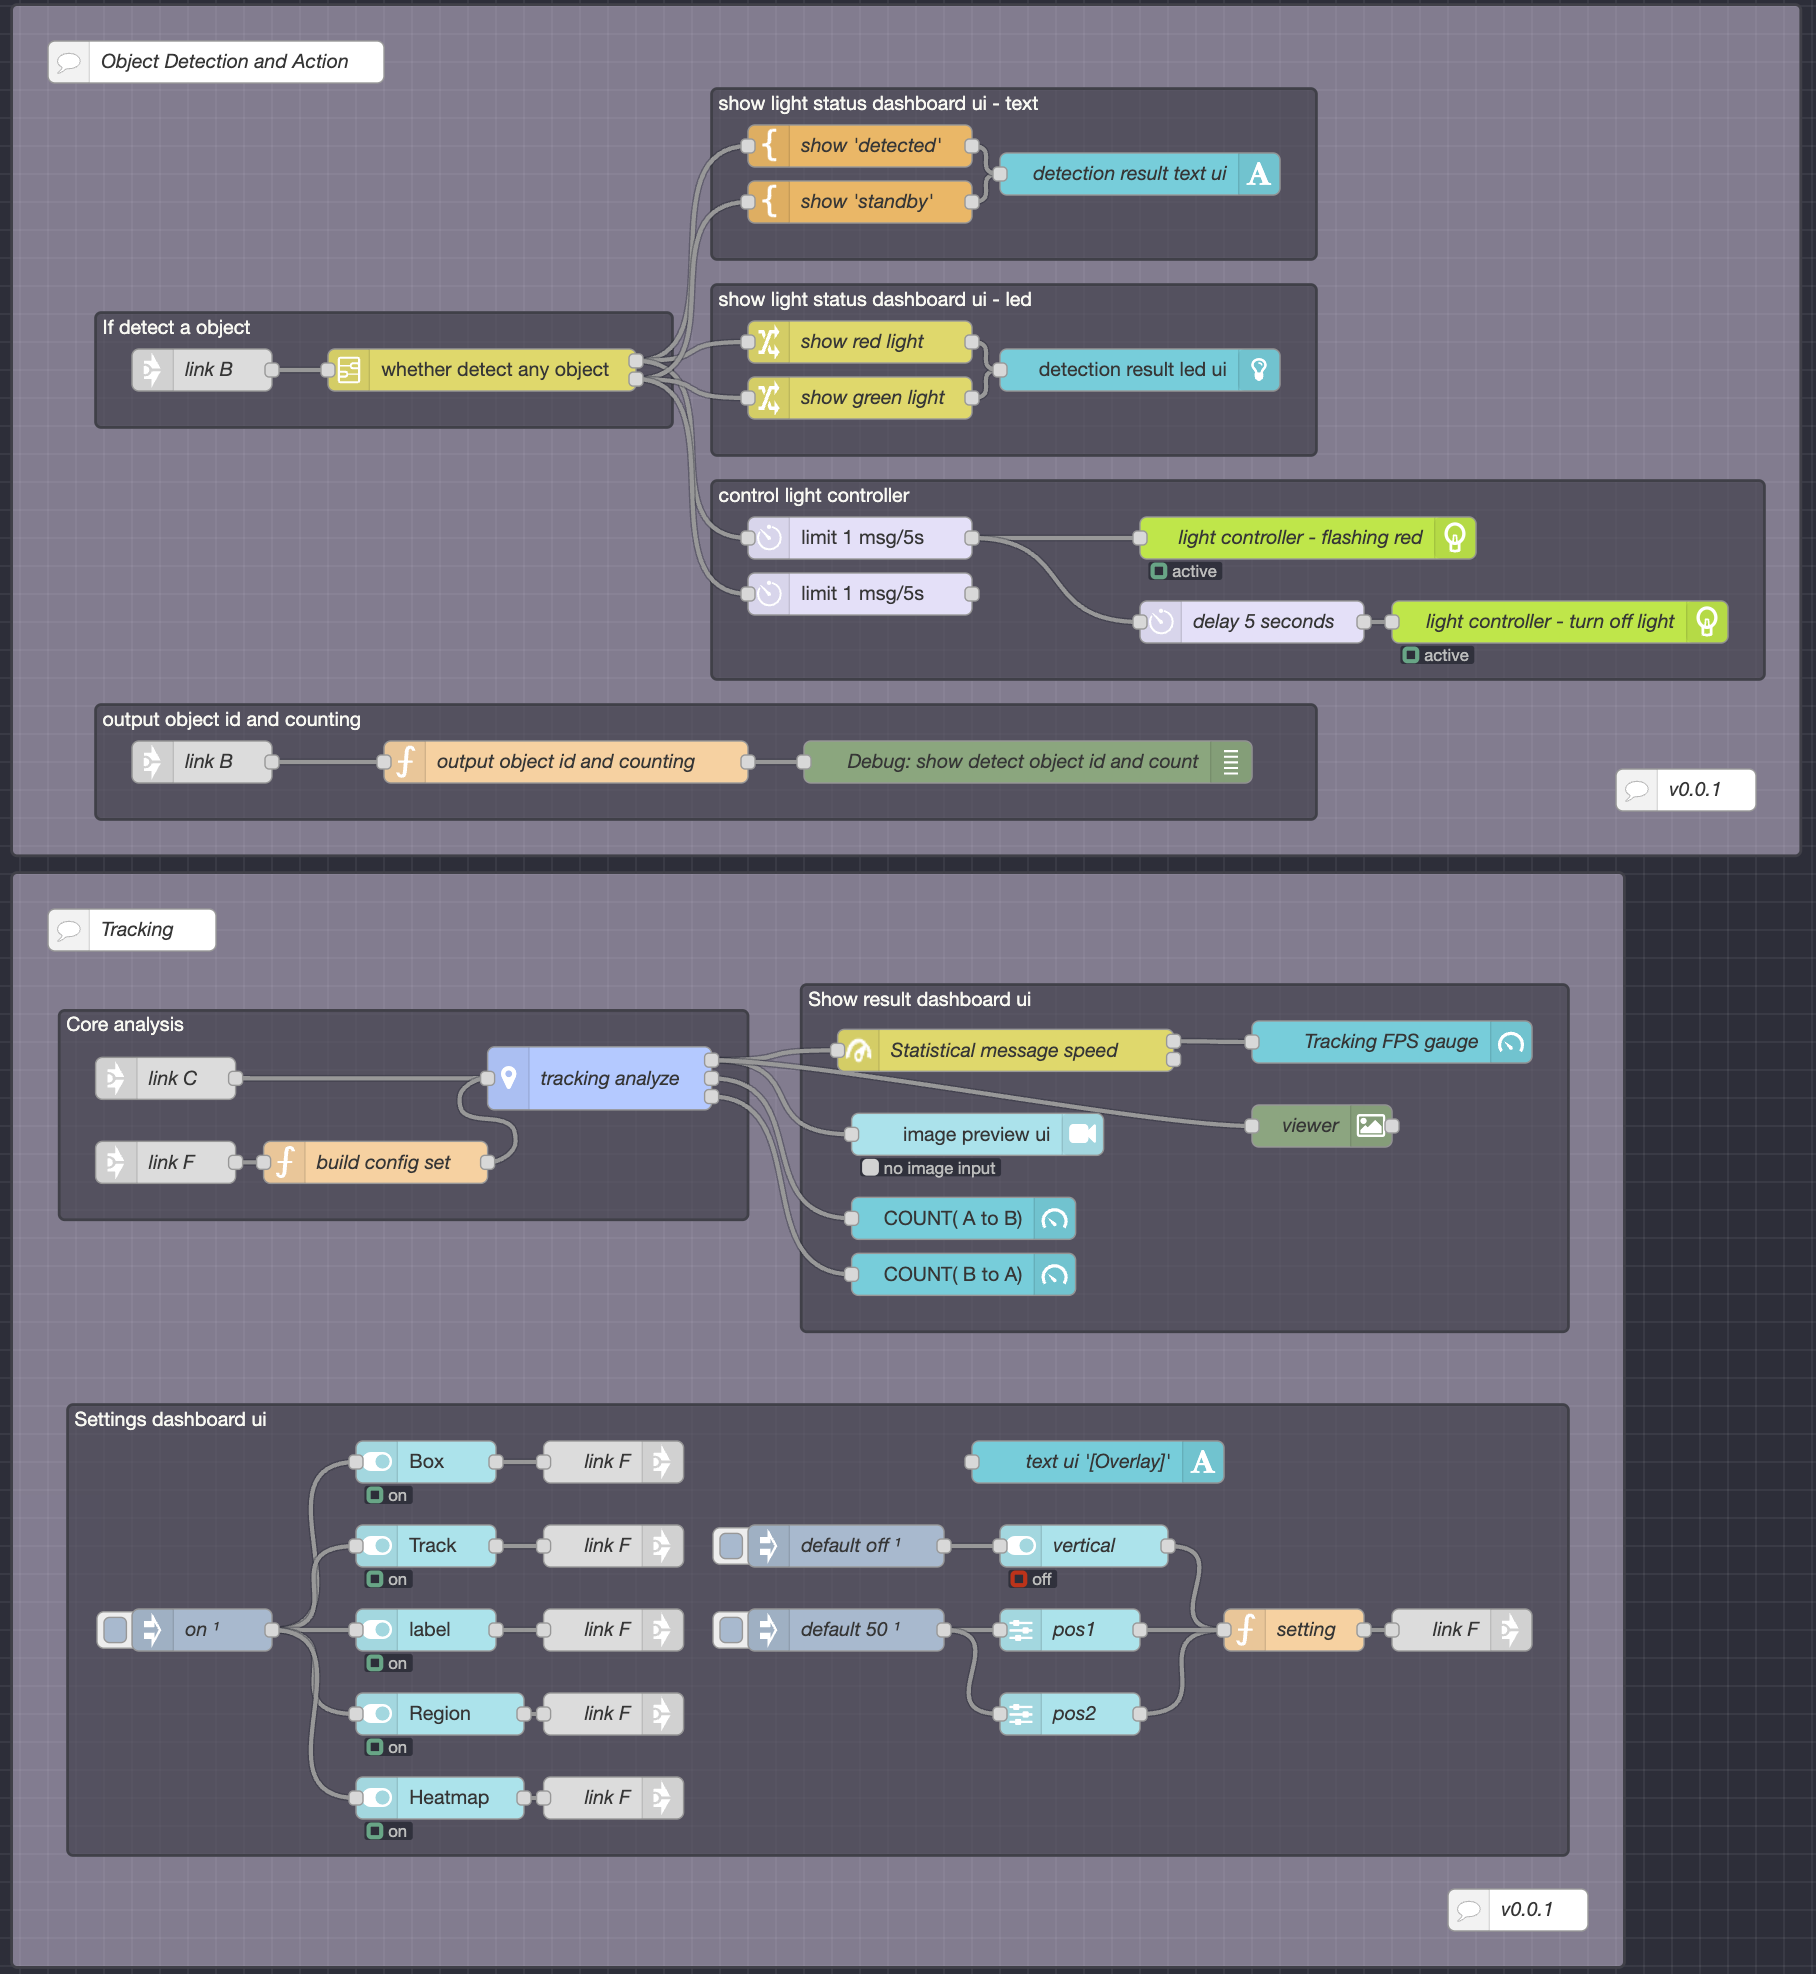 Object Detection and Action
show light status dashboard ui - text
show 'detected'
show 'standby'
detection result text ui
show light status dashboard ui - led
show red light
show green light
detection result led ui
If detect a object
link B
whether detect any object
control light controller
limit 1 msg/5s
limit 1 msg/5s
light controller - flashing red
active
delay 5 seconds
light controller - turn off light
active
output object id and counting
link B
output object id and counting
Debug: show detect object id and count
v0.0.1
Tracking
Core analysis
link C
tracking analyze
link F
build config set
Show result dashboard ui
Statistical message speed
Tracking FPS gauge
viewer
image preview ui
no image input
COUNT( A to B)
COUNT( B to A)
Settings dashboard ui
on ¹
Box
on
link F
Track
on
link F
label
on
link F
Region
on
link F
Heatmap
on
link F
text ui '[Overlay]'
default off ¹
vertical
off
default 50 ¹
pos1
pos2
setting
link F
v0.0.1